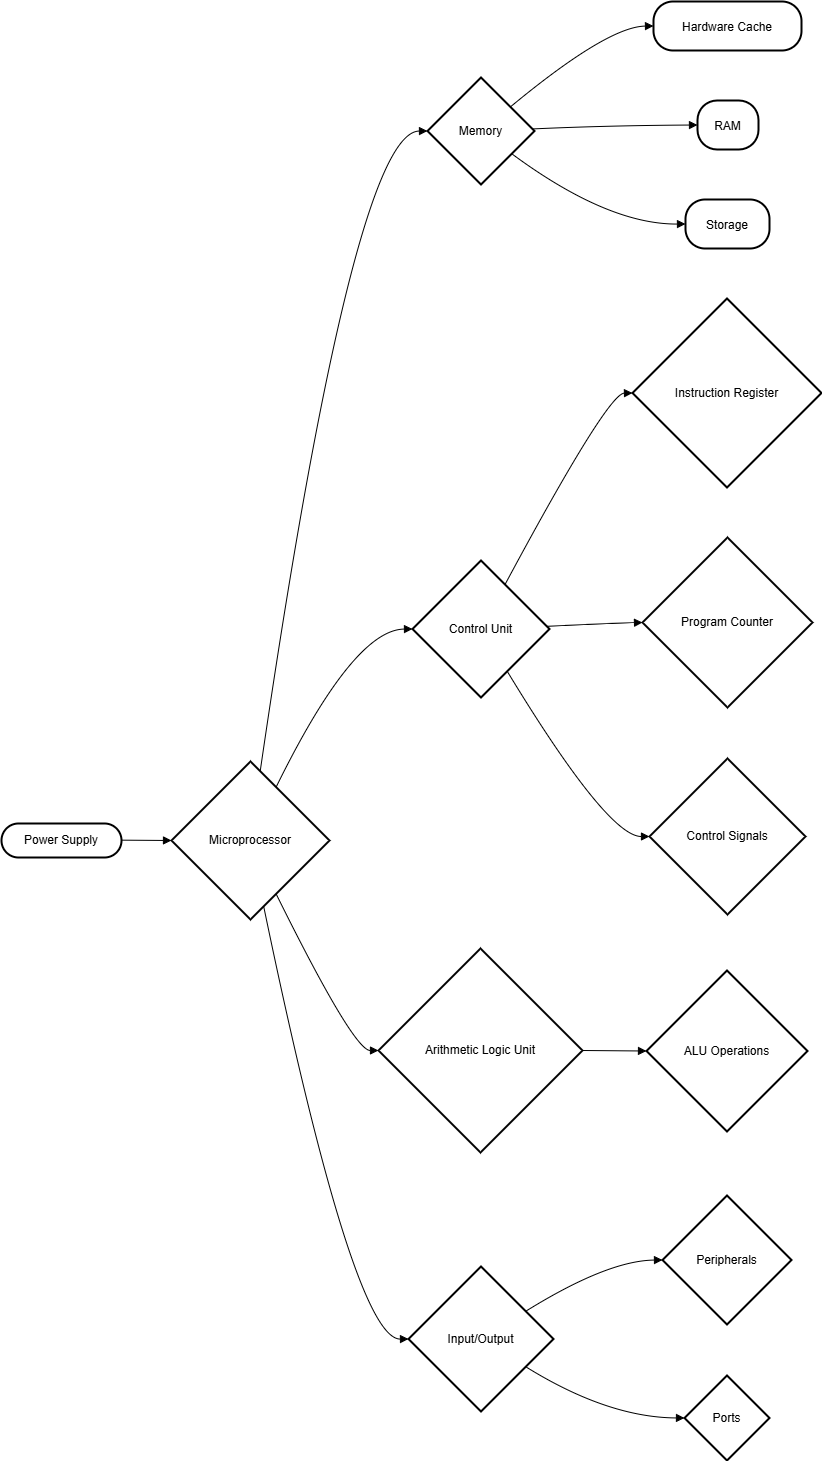 Hardware Cache
Memory
RAM
Storage
Instruction Register
Control Unit
Program Counter
Control Signals
Power Supply
Microprocessor
Arithmetic Logic Unit
ALU Operations
Peripherals
Input/Output
Ports